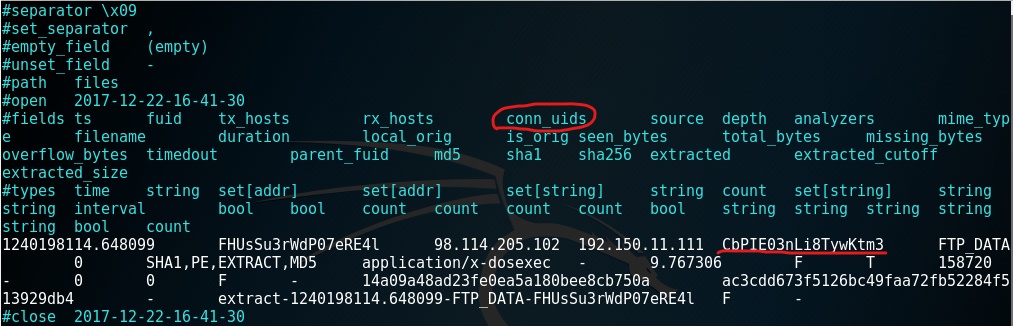 #separator \x09
#set_separator ,
#empty_field (empty)
#unset_field -
#path files
#open 2017-12-22-16-41-30
#fields ts fuid tx_hosts rx_hosts conn_uids source depth analyzers mime_typ
e filename duration local_orig is_orig seen_bytes total_bytes missing_bytes
overflow_bytes timedout parent_fuid md5 sha1 sha256 extracted extracted_cutoff
extracted_size
#types time string set[addr] set[addr] set[string] string count set[string] string
string interval bool bool count count count count bool string string string string
string bool count
1240198114.648099 FHUsSu3rWdP07eRE4l 98.114.205.102 192.150.11.111 CbPIE03nLi8TywKtm3 FTP_DATA
0 SHA1,PE,EXTRACT,MD5 application/x-dosexec - 9.767306 F T 158720
- 0 0 F - 14a09a48ad23fe0ea5a180bee8cb750a ac3cdd673f5126bc49faa72fb52284f5
13929db4 - extract-1240198114.648099-FTP_DATA-FHUsSu3rWdP07eRE4l F -
#close 2017-12-22-16-41-30